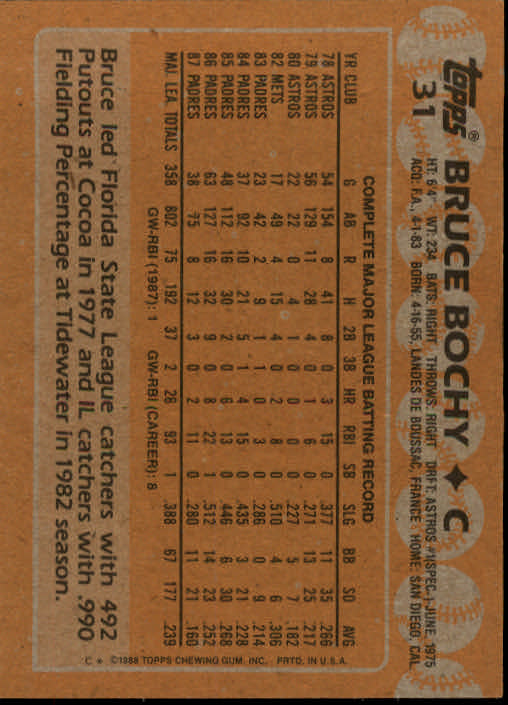 topps® BRUCE BOCHY ♦ C
31 HT: 6'4" WT: 234 BATS: RIGHT THROWS: RIGHT DRFT: ASTROS #1(SPEC.)-JUNE, 1975
ACQ: F.A., 4-1-83 BORN: 4-16-55, LANDES DE BOUSSAC, FRANCE HOME: SAN DIEGO, CAL.
COMPLETE MAJOR LEAGUE BATTING RECORD
YR CLUB G AB R H 2B 3B HR RBI SB SLG BB SO AVG
78 ASTROS 54 154 8 41 8 0 3 15 0 .377 11 35 .266
79 ASTROS 56 129 11 28 4 0 1 6 0 .271 13 25 .217
80 ASTROS 22 22 0 4 1 0 0 0 0 .227 5 7 .182
82 METS 17 49 4 15 4 0 2 8 0 .510 4 6 .306
83 PADRES 23 42 2 9 1 1 0 3 0 .286 0 9 .214
84 PADRES 37 92 10 21 5 1 4 15 0 .435 3 21 .228
85 PADRES 48 112 16 30 2 0 6 13 0 .446 6 30 .268
86 PADRES 63 127 16 32 9 0 8 22 1 .512 14 23 .252
87 PADRES 38 75 8 12 3 0 2 11 0 .280 11 21 .160
MAJ. LEA. TOTALS 358 802 75 192 37 2 26 93 1 .388 67 177 .239
GW-RBI (1987): 1 GW-RBI (CAREER): 8
Bruce led Florida State League catchers with 492
Putouts at Cocoa in 1977 and IL catchers with .990
Fielding Percentage at Tidewater in 1982 season.
C * ©1988 TOPPS CHEWING GUM, INC. PRTD. IN U.S.A.